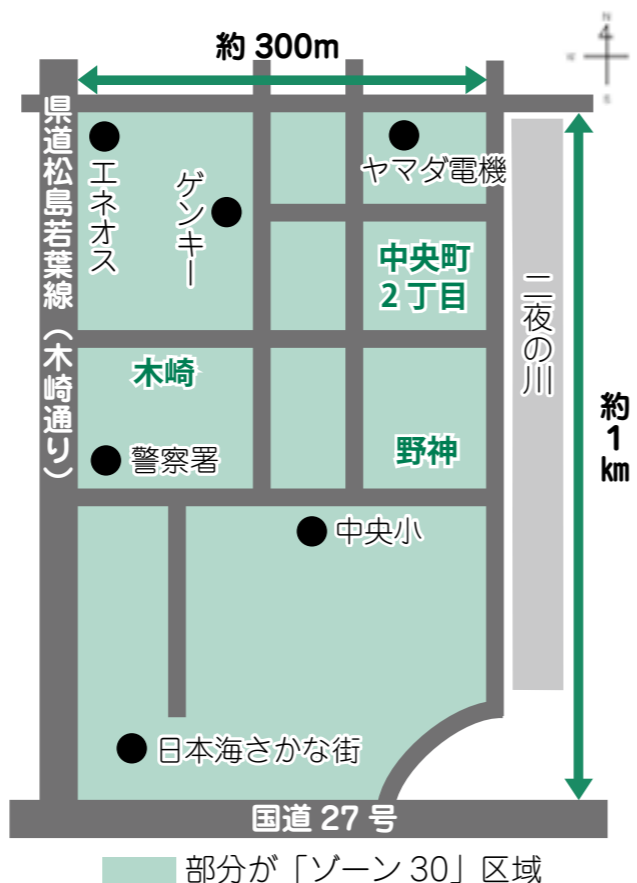 N
S
約 300m
県道松島若葉線（木崎通り）
エネオス
ゲンキー
ヤマダ電機
中央町
2 丁目
二夜の川
木崎
約1km
警察署
野神
中央小
日本海さかな街
国道 27 号
部分が「ゾーン 30」区域